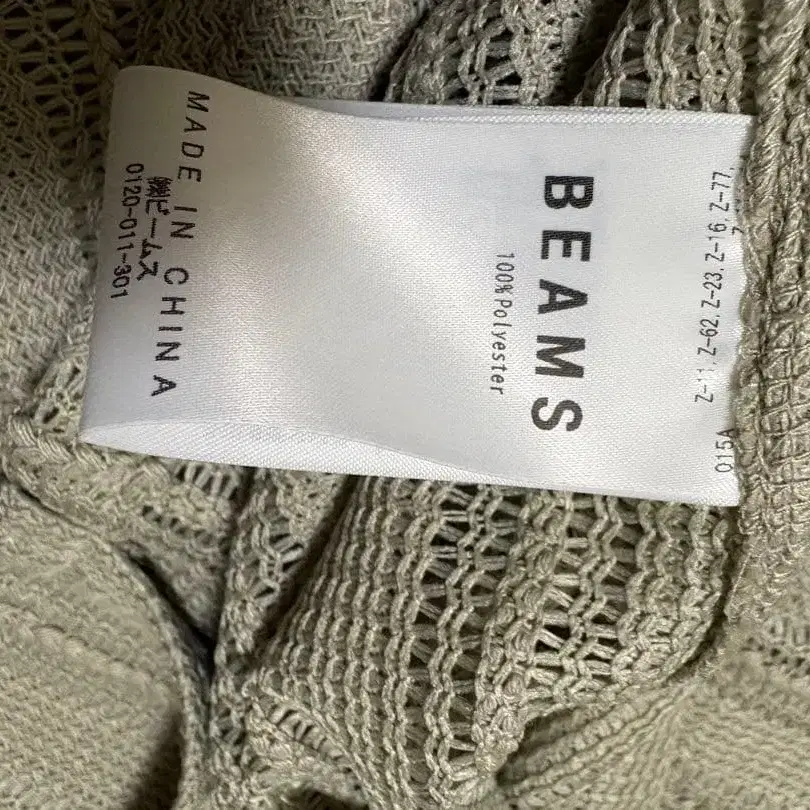 015A
Z-11, Z-62, Z-23, Z-16, Z-77,
BEAMS
100%Polyester
MADE IN CHINA
㈱ビームス
0120-011-301